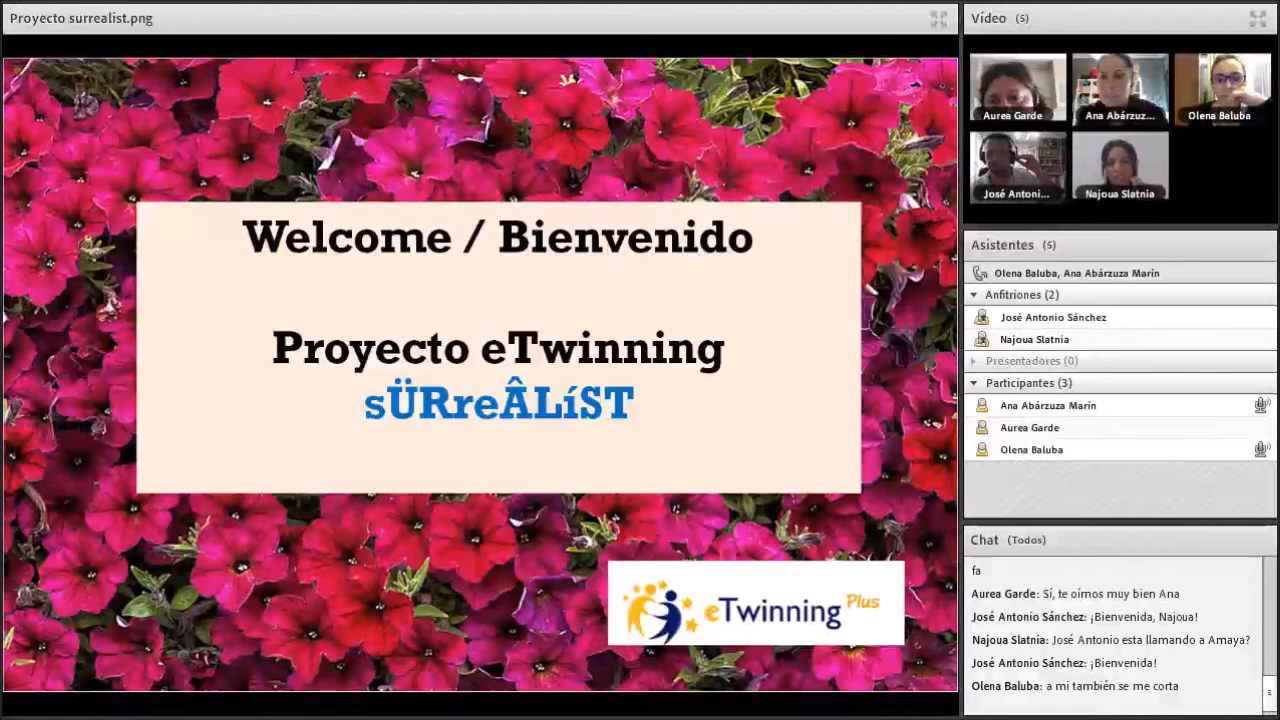 Proyecto surrealist.png
Welcome / Bienvenido
Proyecto eTwinning
sÜRreÂLíST
eTwinning Plus
Vídeo (5)
Aurea Garde
Ana Abárzuz...
Olena Baluba
José Antoni...
Najoua Slatnia
Asistentes (5)
Olena Baluba, Ana Abárzuza Marín
Anfitriones (2)
José Antonio Sánchez
Najoua Slatnia
Presentadores (0)
Participantes (3)
Ana Abárzuza Marín
Aurea Garde
Olena Baluba
Chat (Todos)
fa
Aurea Garde: Sí, te oímos muy bien Ana
José Antonio Sánchez: ¡Bienvenida, Najoua!
Najoua Slatnia: José Antonio esta llamando a Amaya?
José Antonio Sánchez: ¡Bienvenida!
Olena Baluba: a mi también se me corta